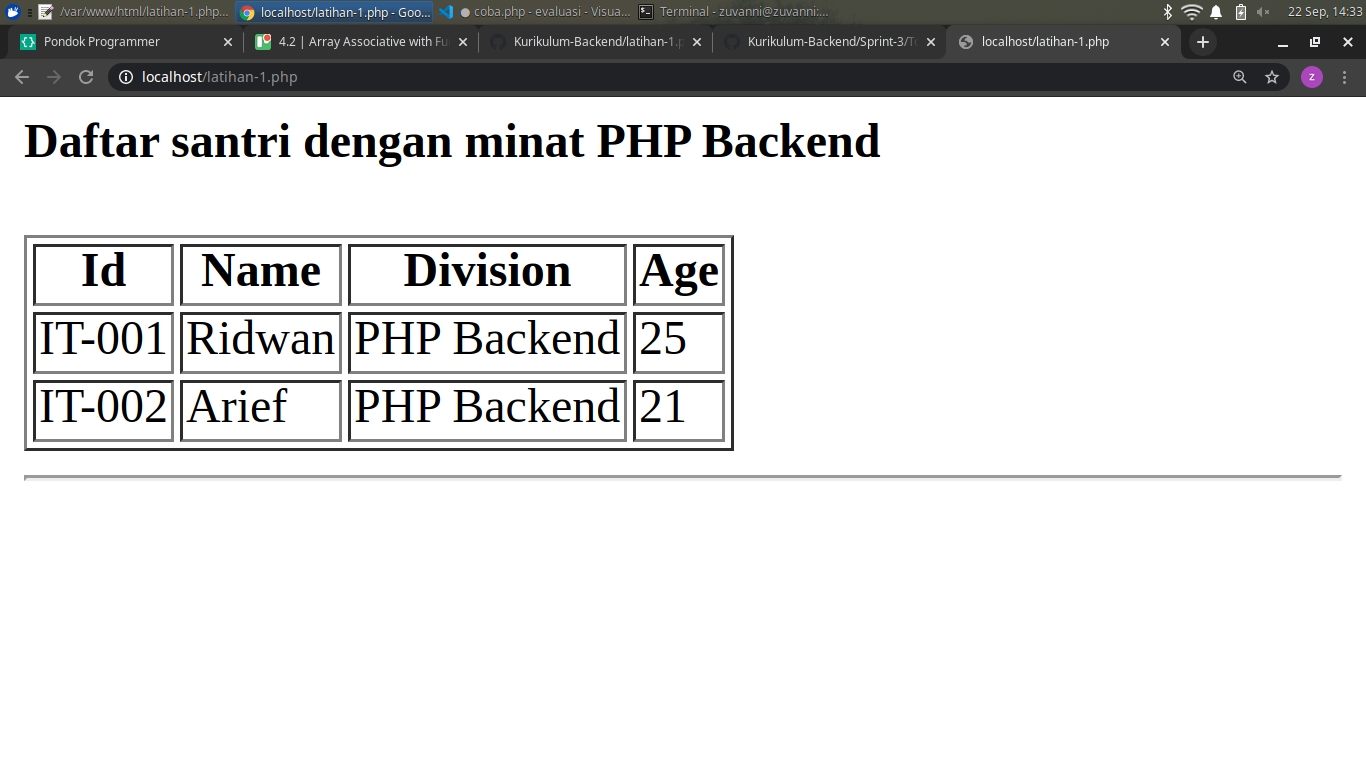 /var/www/html/latihan-1.php... localhost/latihan-1.php - Goo... coba.php - evaluasi - Visua... Terminal - zuvanni@zuvanni:... 22 Sep, 14:33
Pondok Programmer 4.2 | Array Associative with Fu Kurikulum-Backend/latihan-1.p Kurikulum-Backend/Sprint-3/To localhost/latihan-1.php
localhost/latihan-1.php z
Daftar santri dengan minat PHP Backend
Id Name Division Age
IT-001 Ridwan PHP Backend 25
IT-002 Arief PHP Backend 21